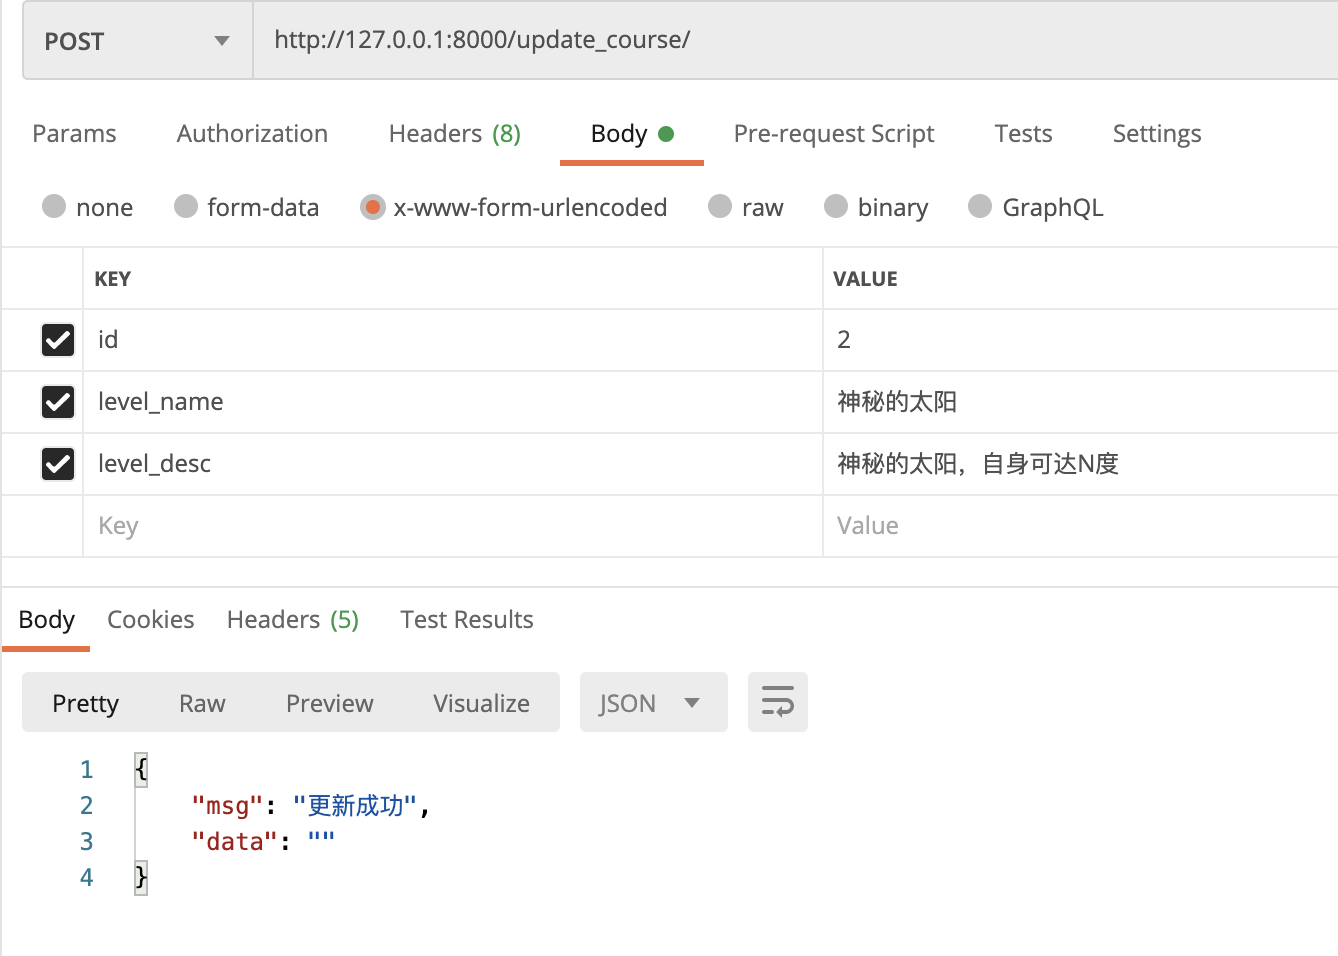 POST http://127.0.0.1:8000/update_course/
Params Authorization Headers (8) Body Pre-request Script Tests Settings
none form-data x-www-form-urlencoded raw binary GraphQL
KEY VALUE
id 2
level_name 神秘的太阳
level_desc 神秘的太阳，自身可达N度
Key Value
Body Cookies Headers (5) Test Results
Pretty Raw Preview Visualize JSON
1 {
2 "msg": "更新成功",
3 "data": ""
4 }